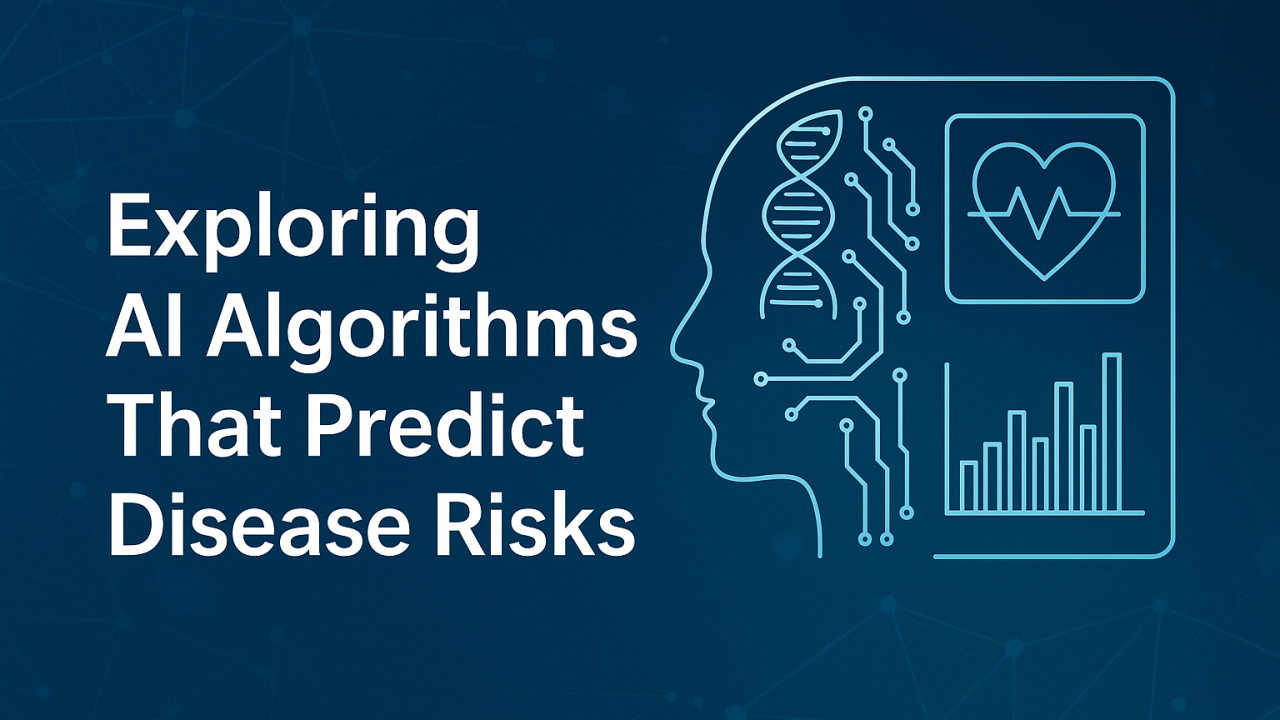 Exploring
AI Algorithms
That Predict
Disease Risks